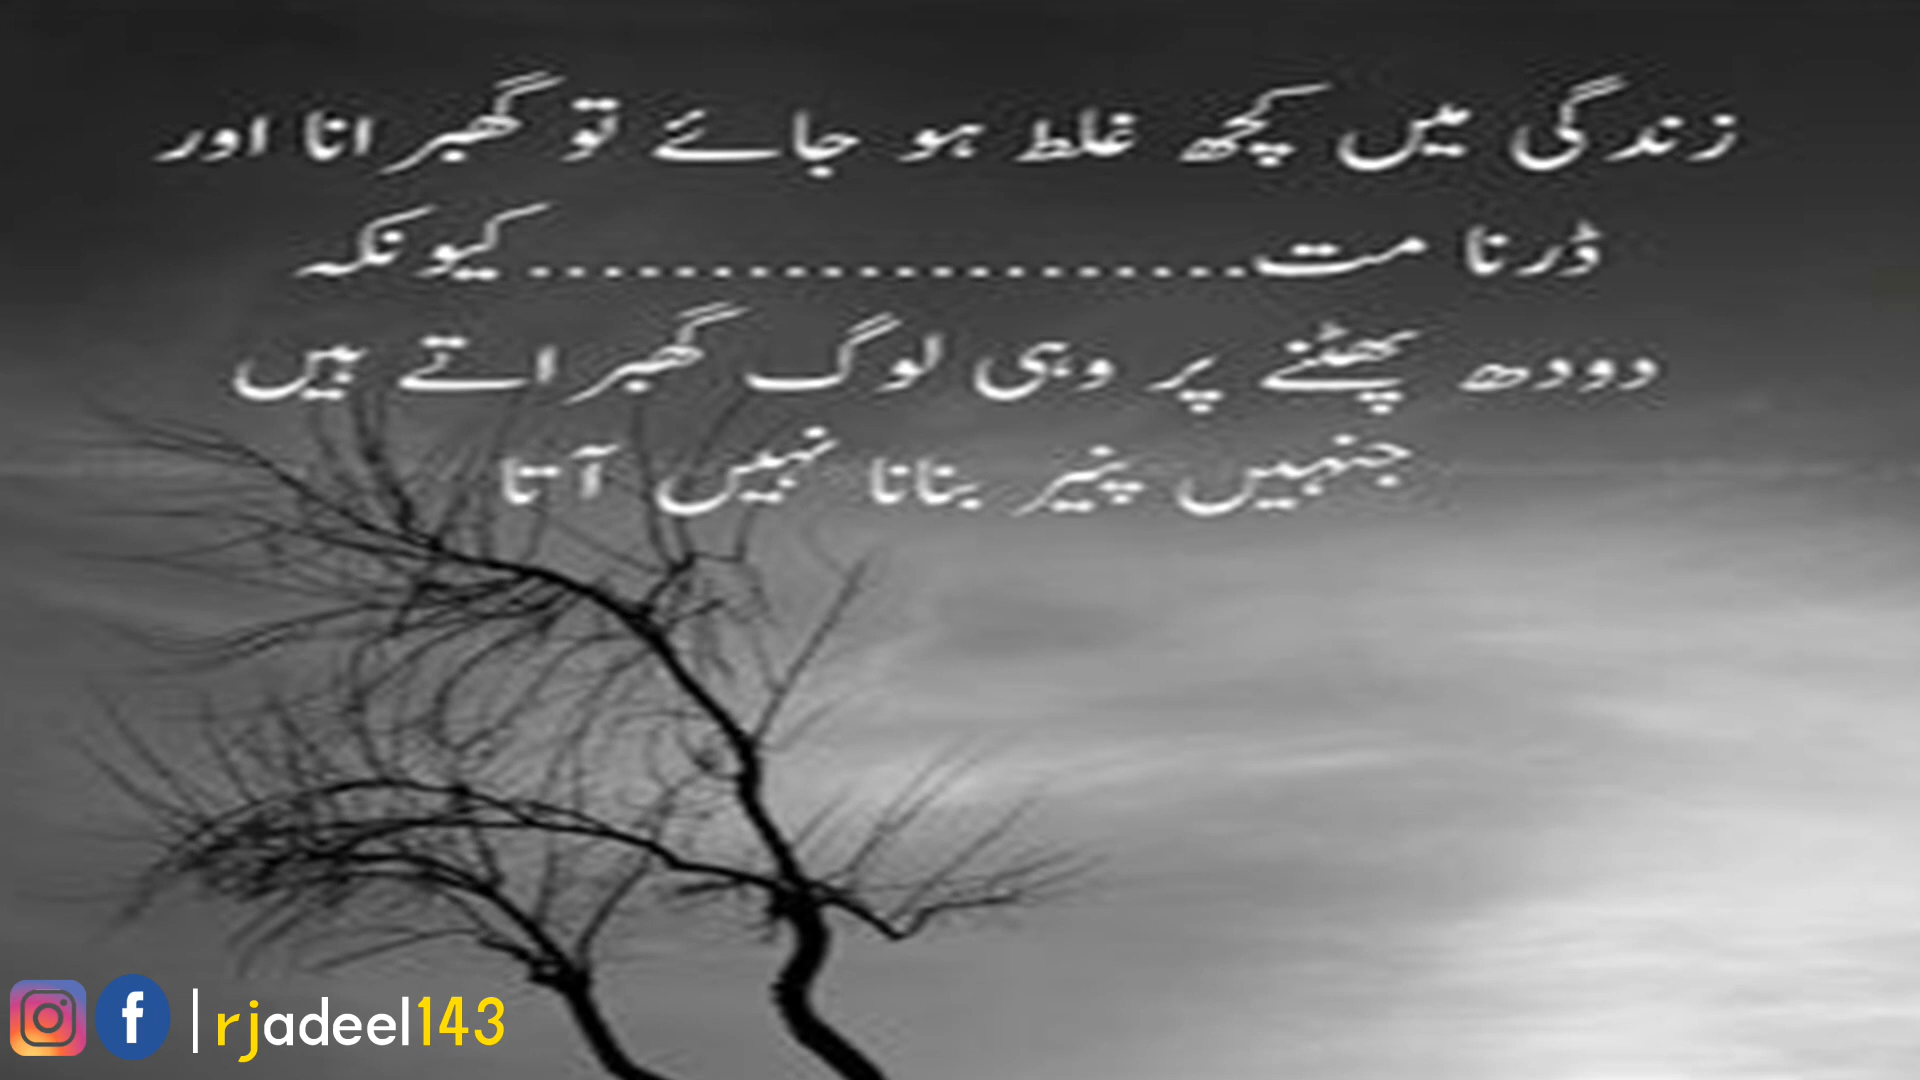 زندگی میں کچھ غلط ہو جائے تو گھبرانا اور
ڈرنا مت........................کیونکہ
دودھ پھٹنے پر وہی لوگ گھبراتے ہیں
جنہیں پنیر بنانا نہیں آتا
|rjadeel143